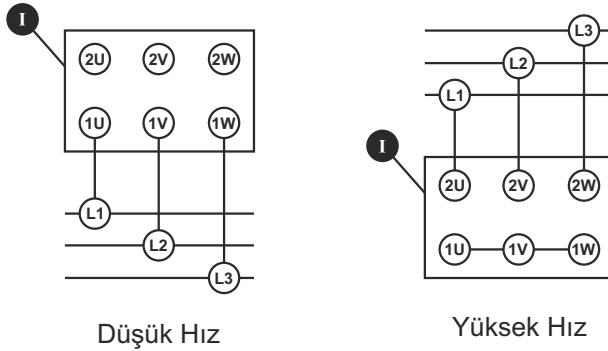 I
2U 2V 2W
1U 1V 1W
L1
L2
L3
Düşük Hız
L3
L2
L1
I
2U 2V 2W
1U 1V 1W
Yüksek Hız